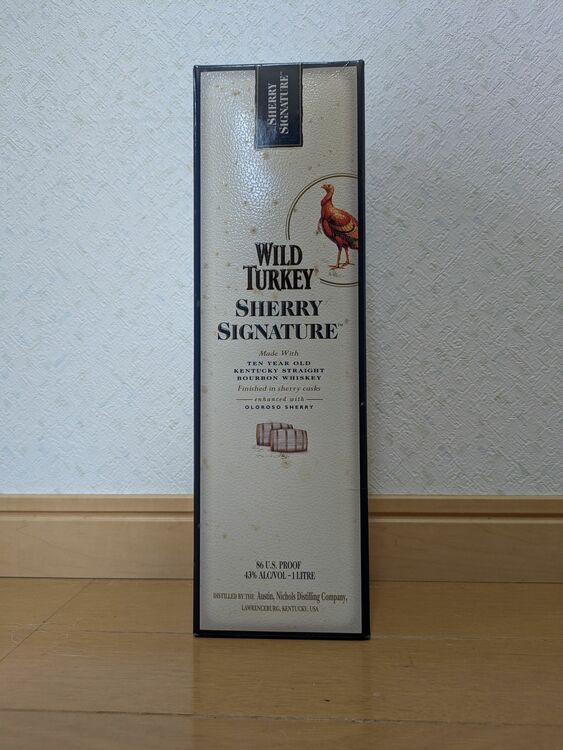 SHERRY
SIGNATURE™
WILD
TURKEY
SHERRY
SIGNATURE™
Made With
TEN YEAR OLD
KENTUCKY STRAIGHT
BOURBON WHISKEY
Finished in sherry casks
enhanced with
OLOROSO SHERRY
86 U.S. PROOF
43% ALC/VOL - 1 LITRE
DISTILLED BY THE Austin, Nichols Distilling Company,
LAWRENCEBURG, KENTUCKY, USA